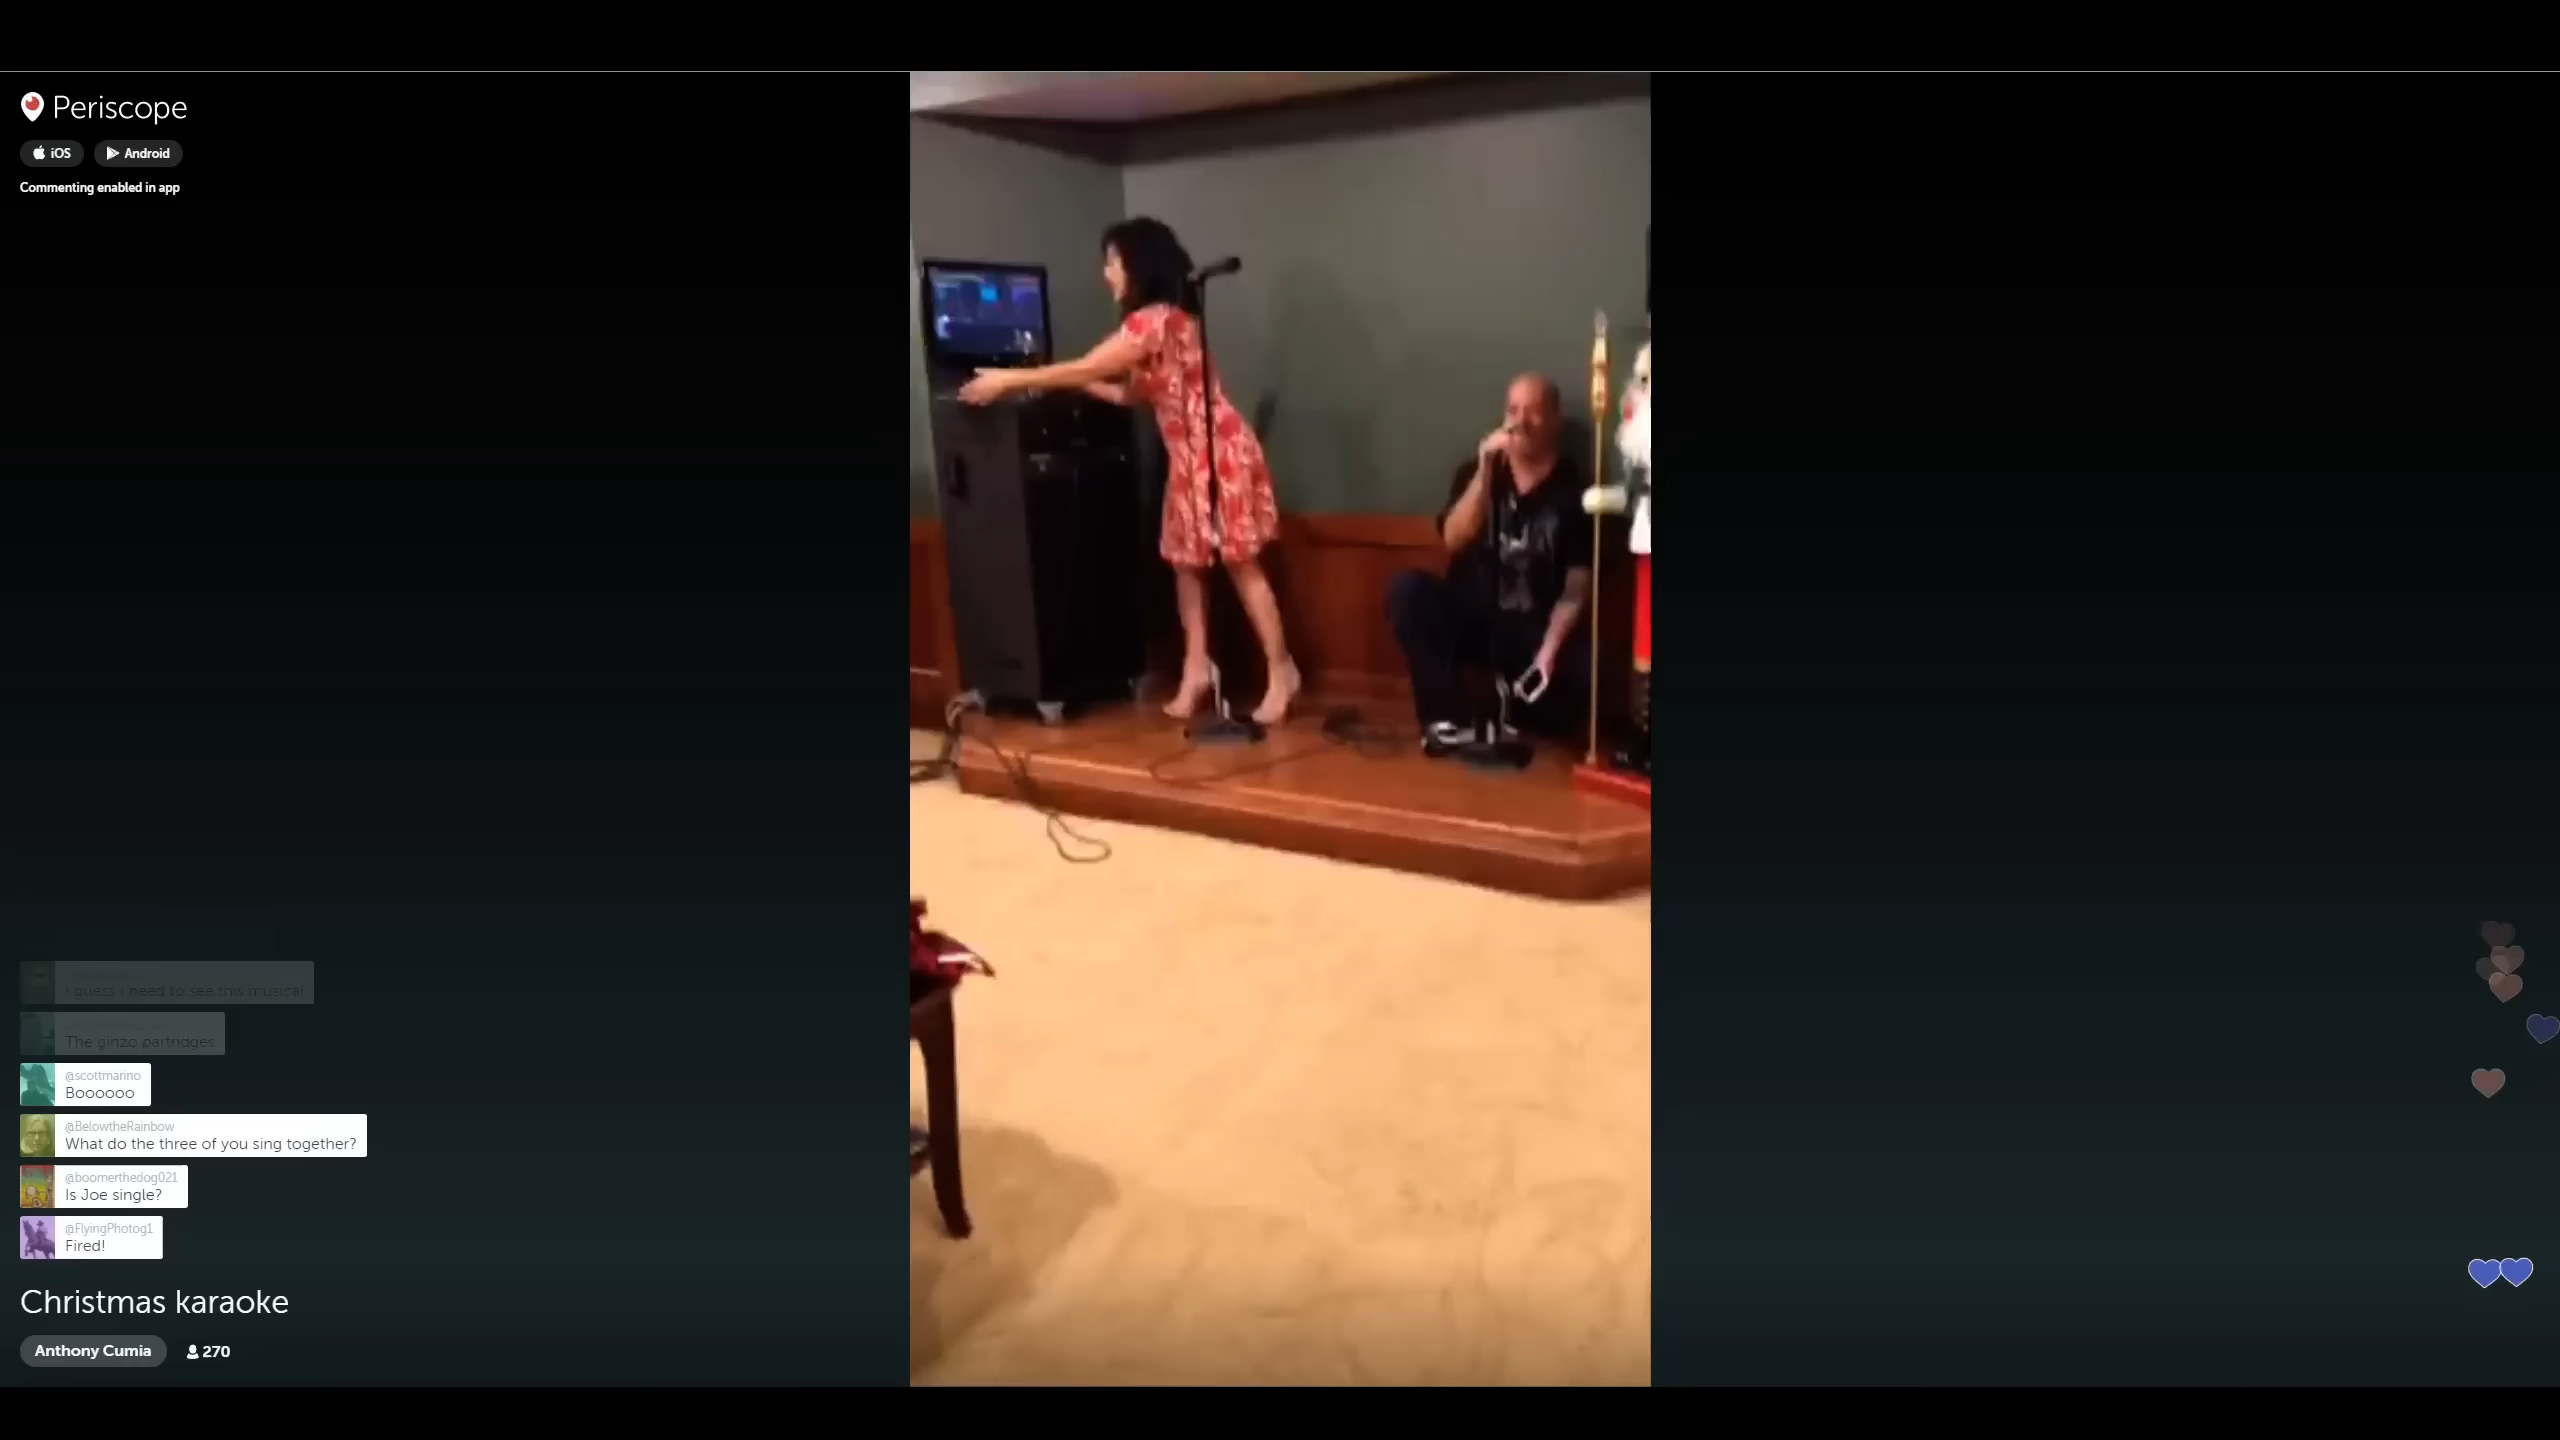 Periscope
iOS
Android
Commenting enabled in app
I guess i need to see this musical
The ginzo partridges
@scottmarino
Boooooo
@BelowtheRainbow
What do the three of you sing together?
@boomerthedog021
Is Joe single?
@FlyingPhotog1
Fired!
Christmas karaoke
Anthony Cumia
270